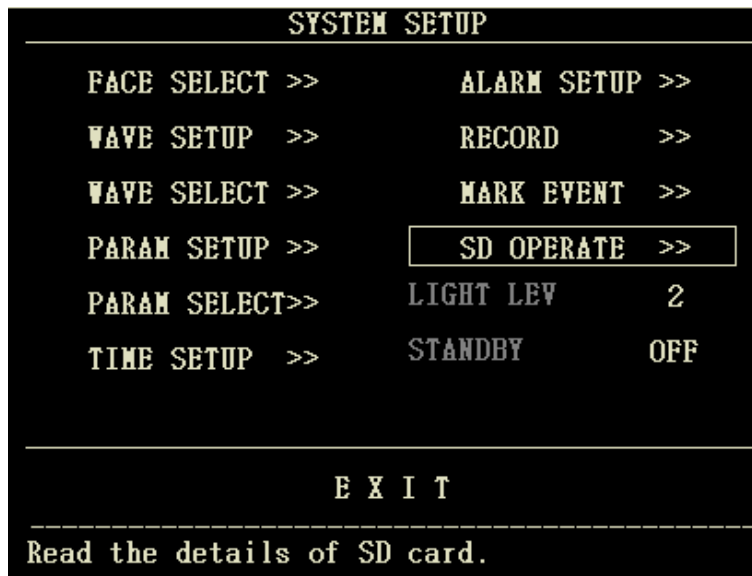 SYSTEM SETUP
FACE SELECT >> ALARM SETUP >>
WAVE SETUP >> RECORD >>
WAVE SELECT >> MARK EVENT >>
PARAM SETUP >> SD OPERATE >>
PARAM SELECT>> LIGHT LEV 2
TIME SETUP >> STANDBY OFF
E X I T
Read the details of SD card.